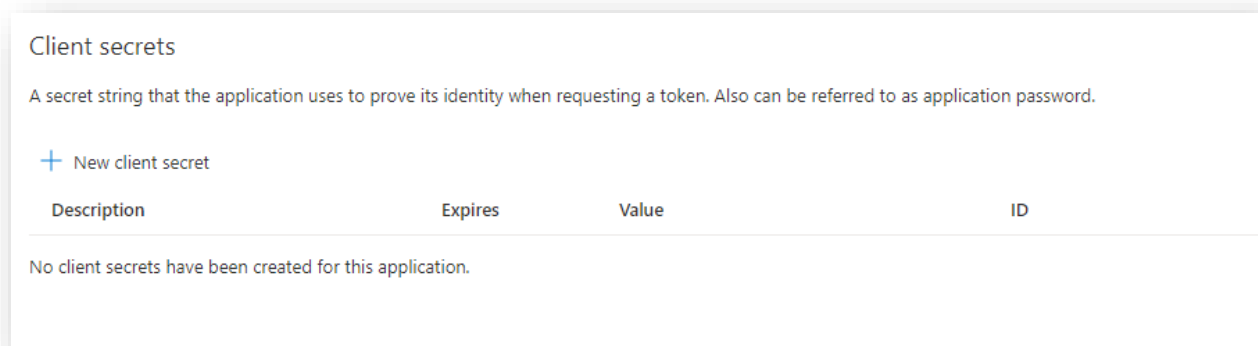 Client secrets
A secret string that the application uses to prove its identity when requesting a token. Also can be referred to as application password.
New client secret
Description Expires Value ID
No client secrets have been created for this application.